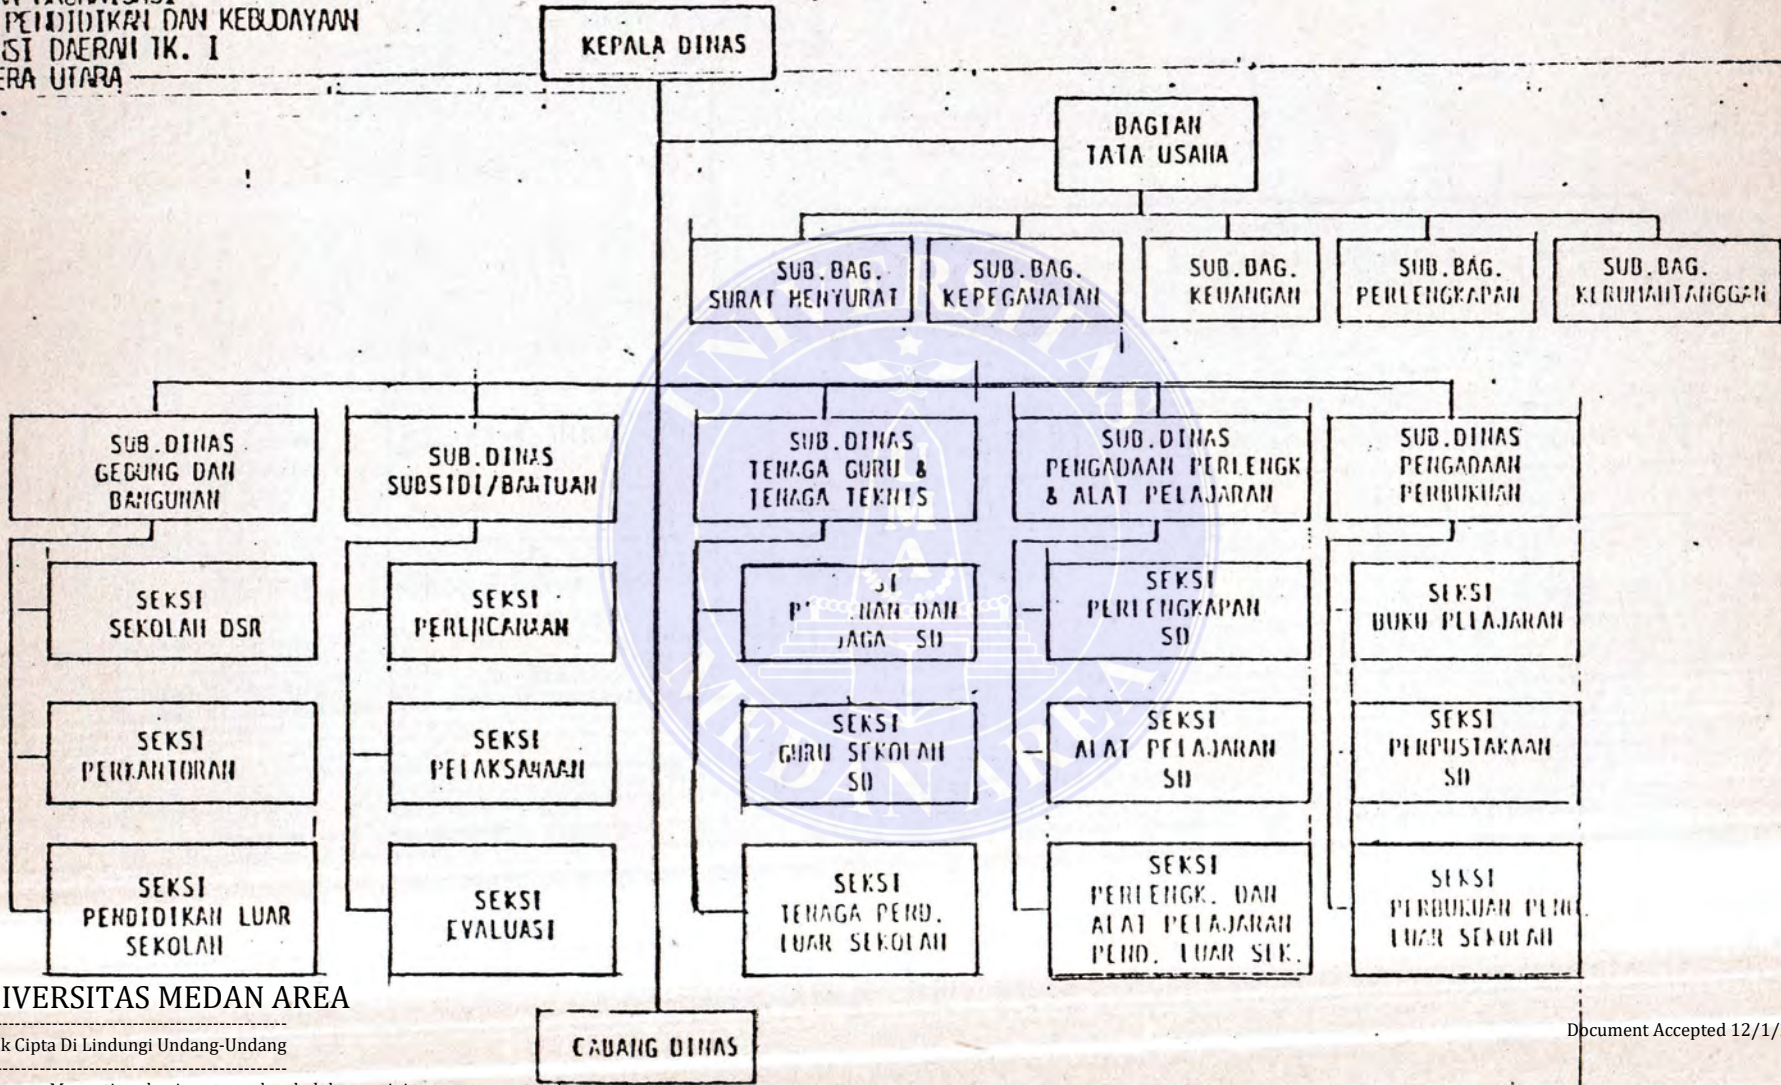 PENDIDIKAN DAN KEBUDAYAAN
DAERAH TK. I
UTARA
KEPALA DINAS
BAGIAN
TATA USAHA
SUB.BAG.
SURAT MENYURAT
SUB.BAG.
KEPEGAWAIAN
SUB.BAG.
KEUANGAN
SUB.BAG.
PERLENGKAPAN
SUB.BAG.
KERUMAHTANGGAN
SUB.DINAS
GEDUNG DAN
BANGUNAN
SUB.DINAS
SUBSIDI/BANTUAN
SUB.DINAS
TENAGA GURU &
TENAGA TEKNIS
SUB.DINAS
PENGADAAN PERLENGK
& ALAT PELAJARAN
SUB.DINAS
PENGADAAN
PERBUKUAN
SEKSI
SEKOLAH DSR
SEKSI
PERKANTORAN
SEKSI
PENDIDIKAN LUAR
SEKOLAH
SEKSI
PERENCANAAN
SEKSI
PELAKSANAAN
SEKSI
EVALUASI
DAN
SD
SEKSI
GURU SEKOLAH
SD
SEKSI
TENAGA PEND.
LUAR SEKOLAH
SEKSI
PERLENGKAPAN
SD
SEKSI
ALAT PELAJARAN
SD
SEKSI
PERLENGK. DAN
ALAT PELAJARAN
PEND. LUAR SEK.
SEKSI
BUKU PELAJARAN
SEKSI
PERPUSTAKAAN
SD
SEKSI
PERBUKUAN PEND.
LUAR SEKOLAH
CABANG DINAS
UNIVERSITAS MEDAN AREA
IVERSITAS MEDAN AREA
k Cipta Di Lindungi Undang-Undang
Document Accepted 12/1/